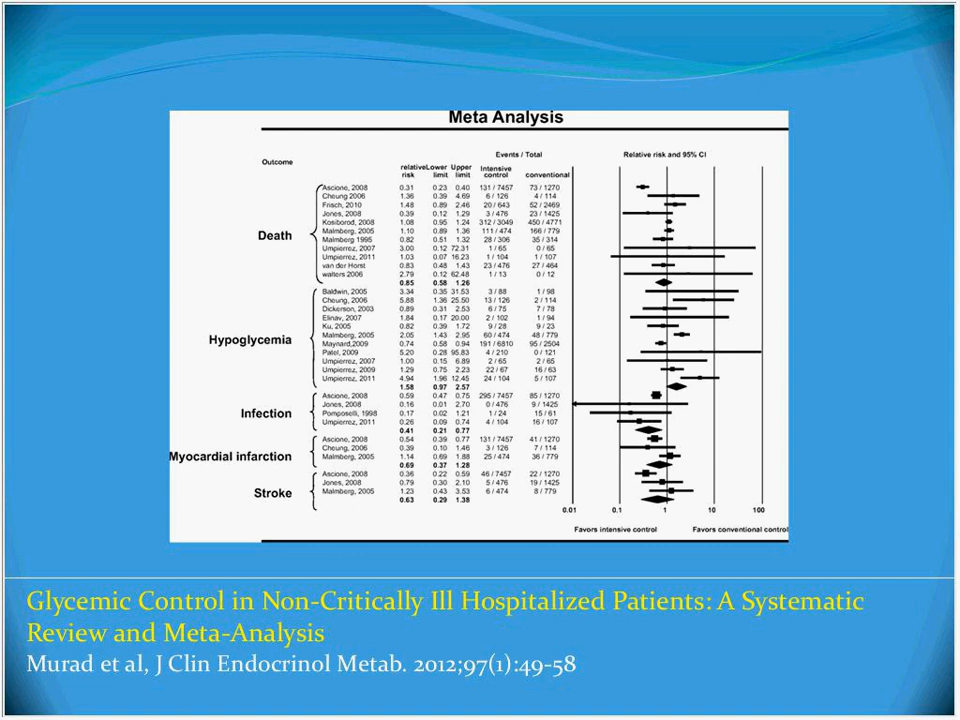 Meta Analysis
Events / Total Relative risk and 95% CI
Outcome relative risk Lower limit Upper limit Intensive control conventional
Death
Ascione, 2008 0.31 0.23 0.40 131 / 7457 73 / 1270
Cheung 2006 1.36 0.39 4.69 6 / 126 4 / 114
Frisch, 2010 1.48 0.89 2.46 20 / 643 52 / 2469
Jones, 2008 0.39 0.12 1.29 3 / 476 23 / 1425
Kosiborod, 2008 1.08 0.95 1.24 312 / 3049 450 / 4771
Malmberg, 2005 1.10 0.89 1.36 111 / 474 166 / 779
Malmberg 1995 0.82 0.51 1.32 28 / 306 35 / 314
Umpierrez, 2007 3.00 0.12 72.31 1 / 65 0 / 65
Umpierrez, 2011 1.03 0.07 16.23 1 / 104 1 / 107
van der Horst 0.83 0.48 1.43 23 / 476 27 / 464
walters 2006 2.79 0.12 62.48 1 / 13 0 / 12
0.85 0.58 1.26
Hypoglycemia
Baldwin, 2005 3.34 0.35 31.53 3 / 88 1 / 98
Cheung, 2006 5.88 1.36 25.50 13 / 126 2 / 114
Dickerson, 2003 0.89 0.31 2.53 6 / 75 7 / 78
Elinav, 2007 1.84 0.17 20.00 2 / 102 1 / 94
Ku, 2005 0.82 0.39 1.72 9 / 28 9 / 23
Malmberg, 2005 2.05 1.43 2.95 60 / 474 48 / 779
Maynard,2009 0.74 0.58 0.94 191 / 6810 95 / 2504
Patel, 2009 5.20 0.28 95.83 4 / 210 0 / 121
Umpierrez, 2007 1.00 0.15 6.89 2 / 65 2 / 65
Umpierrez, 2009 1.29 0.75 2.23 22 / 67 16 / 63
Umpierrez, 2011 4.94 1.96 12.45 24 / 104 5 / 107
1.58 0.97 2.57
Infection
Ascione, 2008 0.59 0.47 0.75 295 / 7457 85 / 1270
Jones, 2008 0.16 0.01 2.70 0 / 476 9 / 1425
Pomposelli, 1998 0.17 0.02 1.21 1 / 24 15 / 61
Umpierrez, 2011 0.26 0.09 0.74 4 / 104 16 / 107
0.41 0.21 0.77
Myocardial infarction
Ascione, 2008 0.54 0.39 0.77 131 / 7457 41 / 1270
Cheung, 2006 0.39 0.10 1.46 3 / 126 7 / 114
Malmberg, 2005 1.14 0.69 1.88 25 / 474 36 / 779
0.69 0.37 1.28
Stroke
Ascione, 2008 0.36 0.22 0.59 46 / 7457 22 / 1270
Jones, 2008 0.79 0.30 2.10 5 / 476 19 / 1425
Malmberg, 2005 1.23 0.43 3.53 6 / 474 8 / 779
0.63 0.29 1.38
0.01 0.1 1 10 100
Favors intensive control Favors conventional control
Glycemic Control in Non-Critically Ill Hospitalized Patients: A Systematic
Review and Meta-Analysis
Murad et al, J Clin Endocrinol Metab. 2012;97(1):49-58